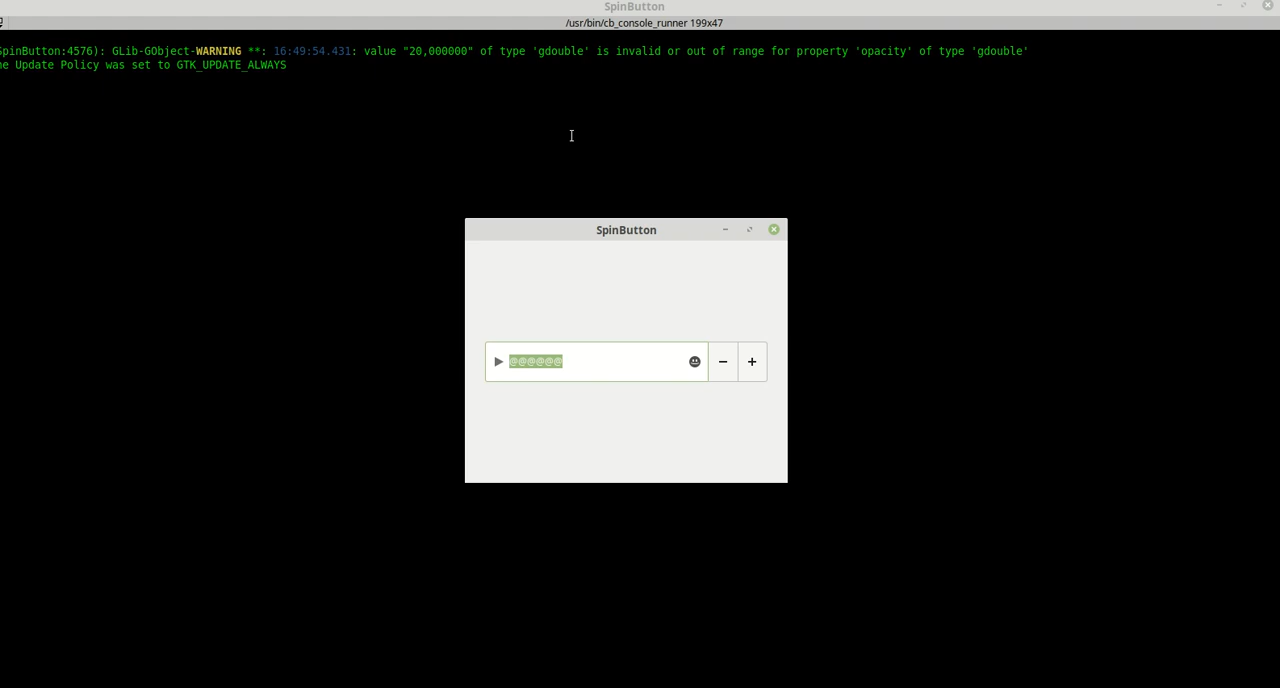 SpinButton
/usr/bin/cb_console_runner 199x47
SpinButton:4576): GLib-GObject-WARNING **: 16:49:54.431: value "20,000000" of type 'gdouble' is invalid or out of range for property 'opacity' of type 'gdouble'
e Update Policy was set to GTK_UPDATE_ALWAYS
SpinButton
@@@@@@